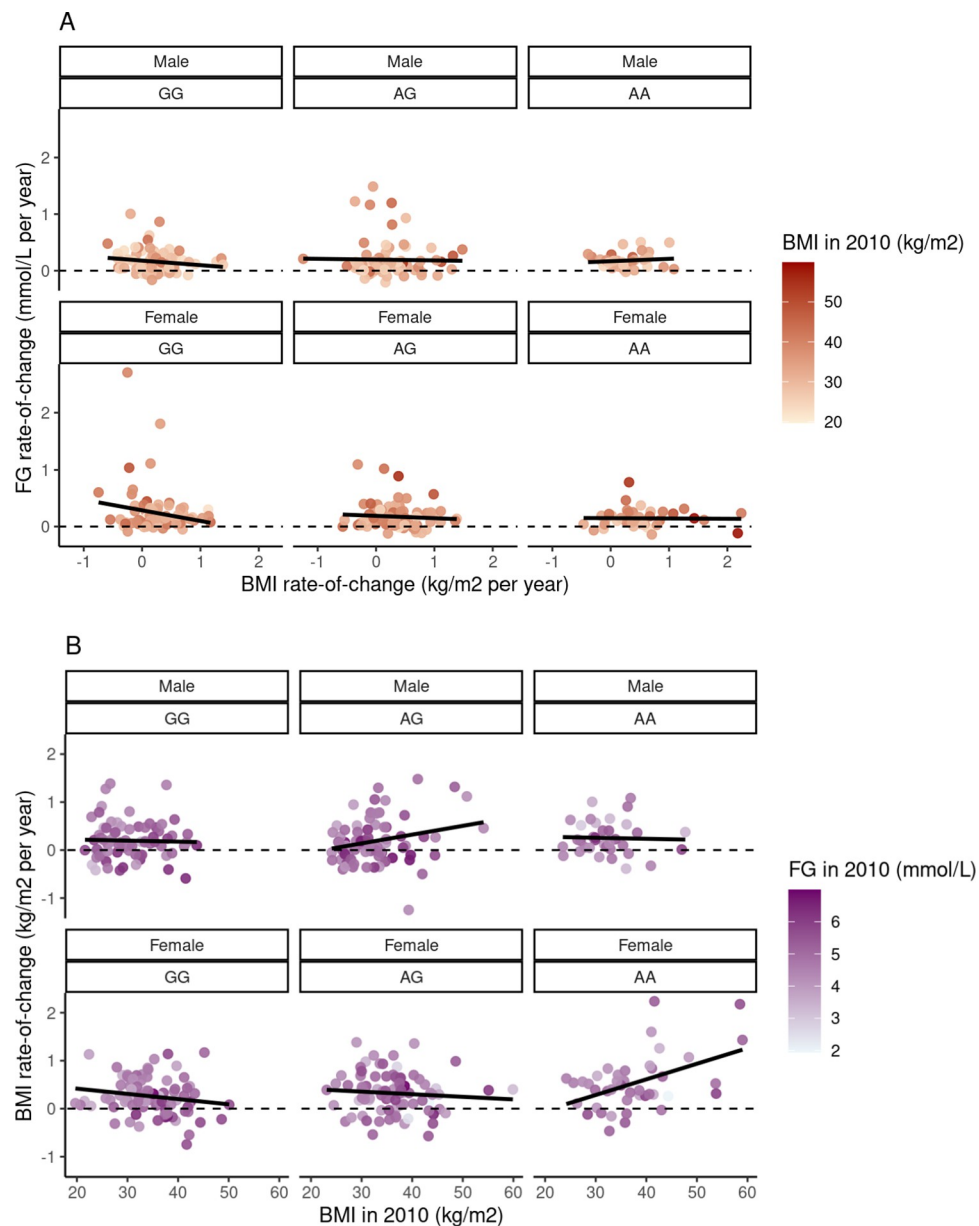 A
Male Male Male
GG AG AA
2
1
0
Female Female Female
GG AG AA
2
1
0
-1 0 1 2 -1 0 1 2 -1 0 1 2
FG rate-of-change (mmol/L per year)
BMI rate-of-change (kg/m2 per year)
BMI in 2010 (kg/m2)
50
40
30
20
B
Male Male Male
GG AG AA
2
1
0
-1
Female Female Female
GG AG AA
2
1
0
-1
20 30 40 50 60 20 30 40 50 60 20 30 40 50 60
BMI rate-of-change (kg/m2 per year)
BMI in 2010 (kg/m2)
FG in 2010 (mmol/L)
6
5
4
3
2